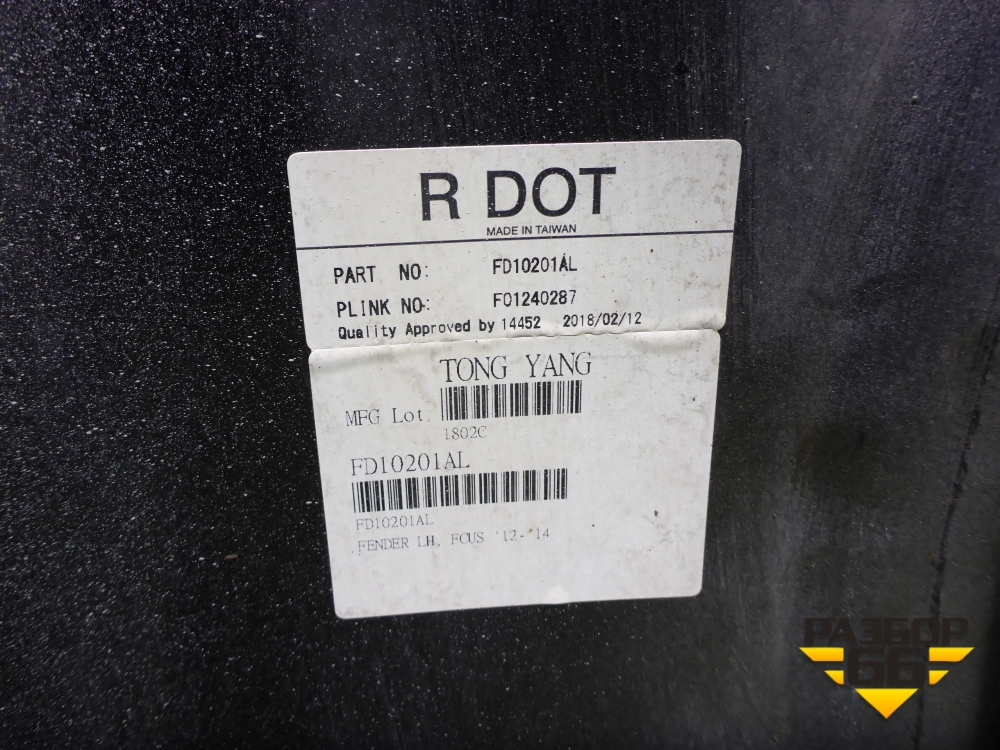 R DOT
MADE IN TAIWAN
PART NO: FD10201AL
PLINK NO: F01240287
Quality Approved by 14452 2018/02/12
TONG YANG
MFG Lot
1802C
FD10201AL
FD10201AL
FENDER LH, FCUS '12-'14
РАЗБОР
66